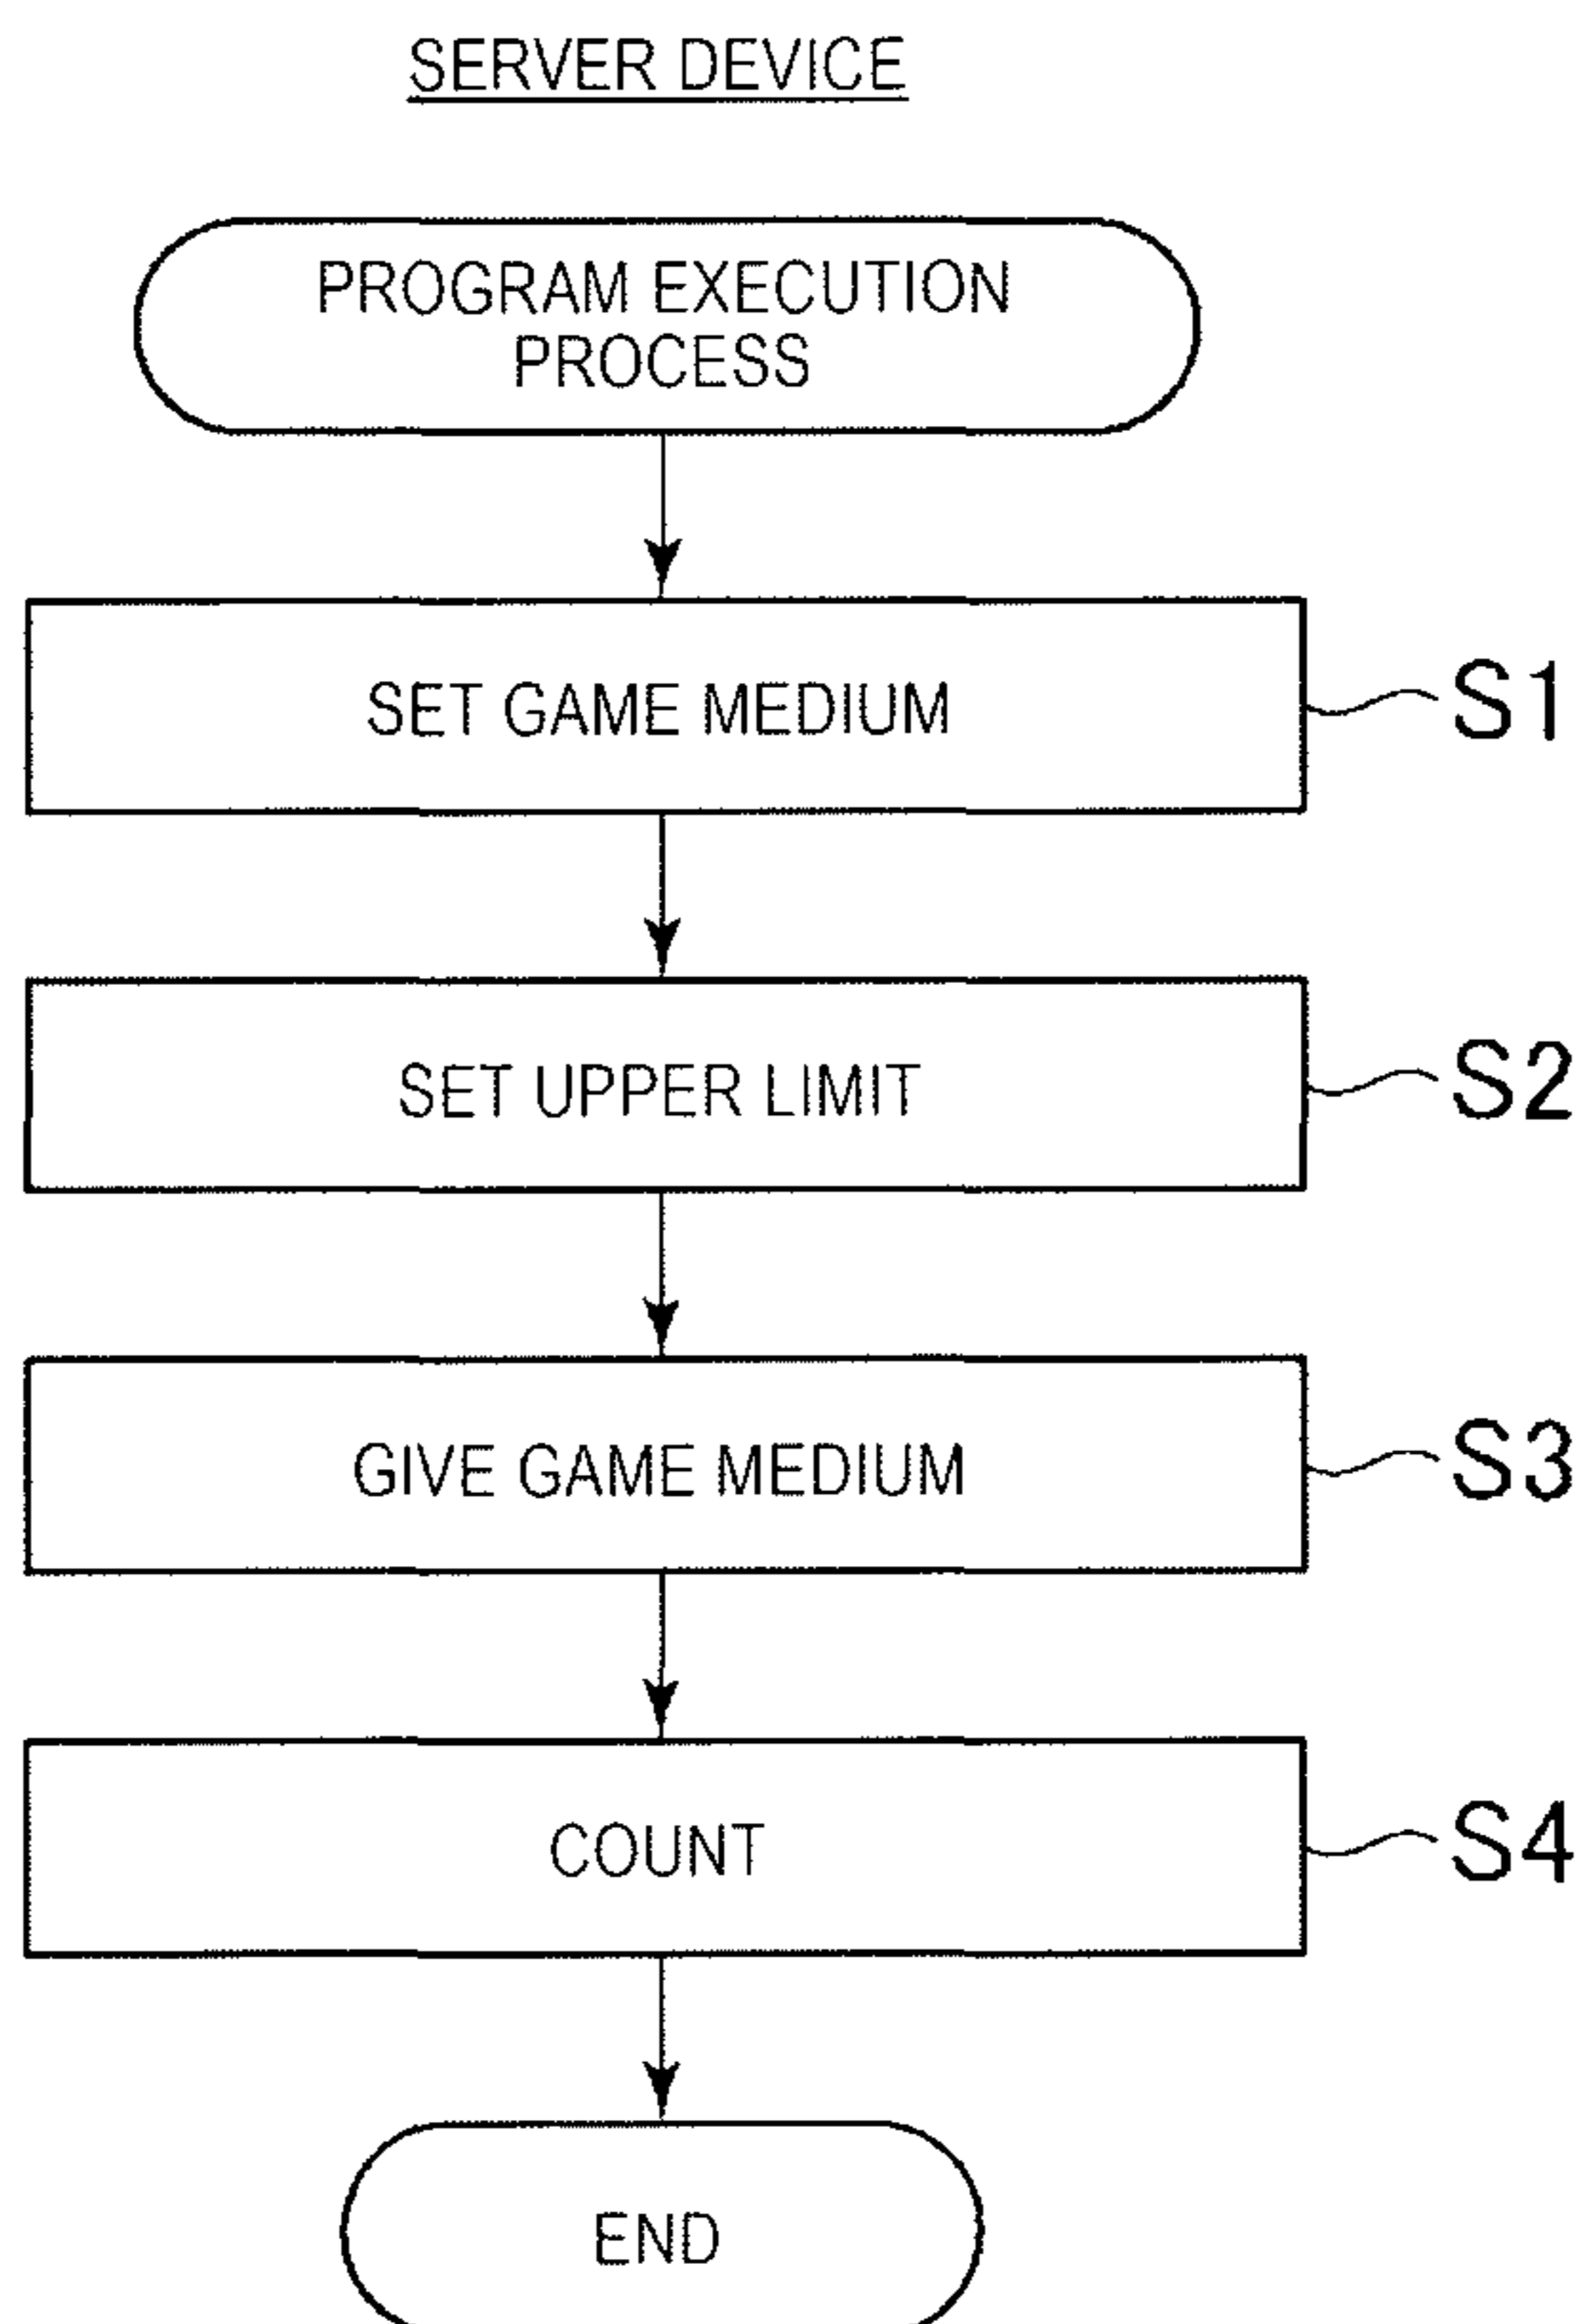 SERVER DEVICE
PROGRAM EXECUTION
PROCESS
SET GAME MEDIUM
S1
SET UPPER LIMIT
S2
GIVE GAME MEDIUM
S3
COUNT
S4
END